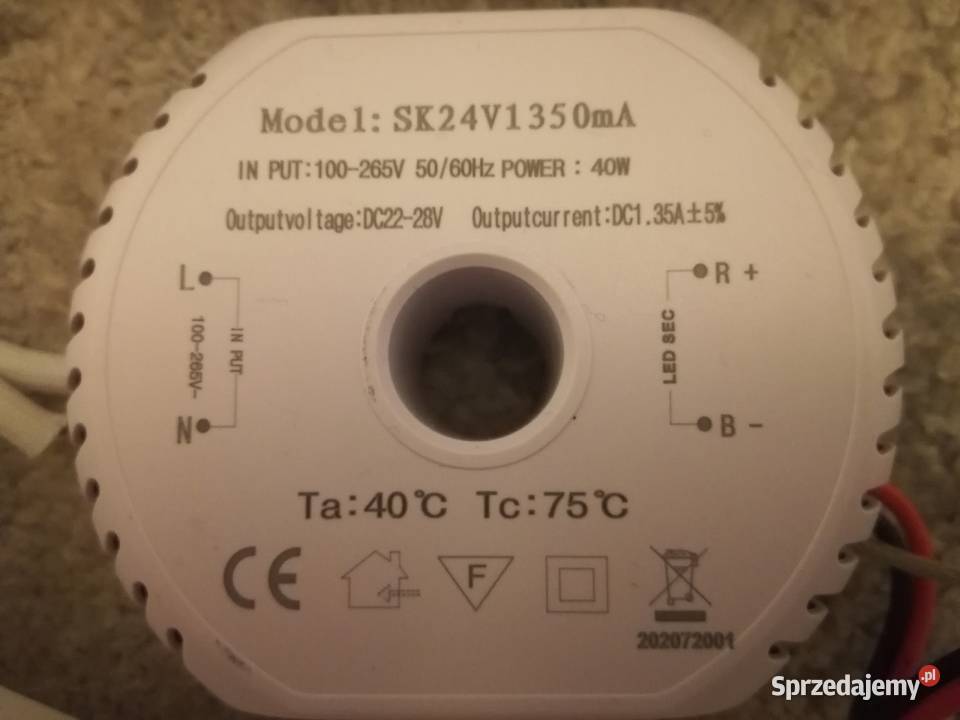 Model: SK24V1350mA
IN PUT:100-265V 50/60Hz POWER : 40W
Outputvoltage:DC22-28V Outputcurrent:DC1.35A±5%
L
100-265V~
IN PUT
N
R +
LED SEC
B -
Ta:40℃ Tc:75℃
CE
F
202072001
Sprzedajemy.pl